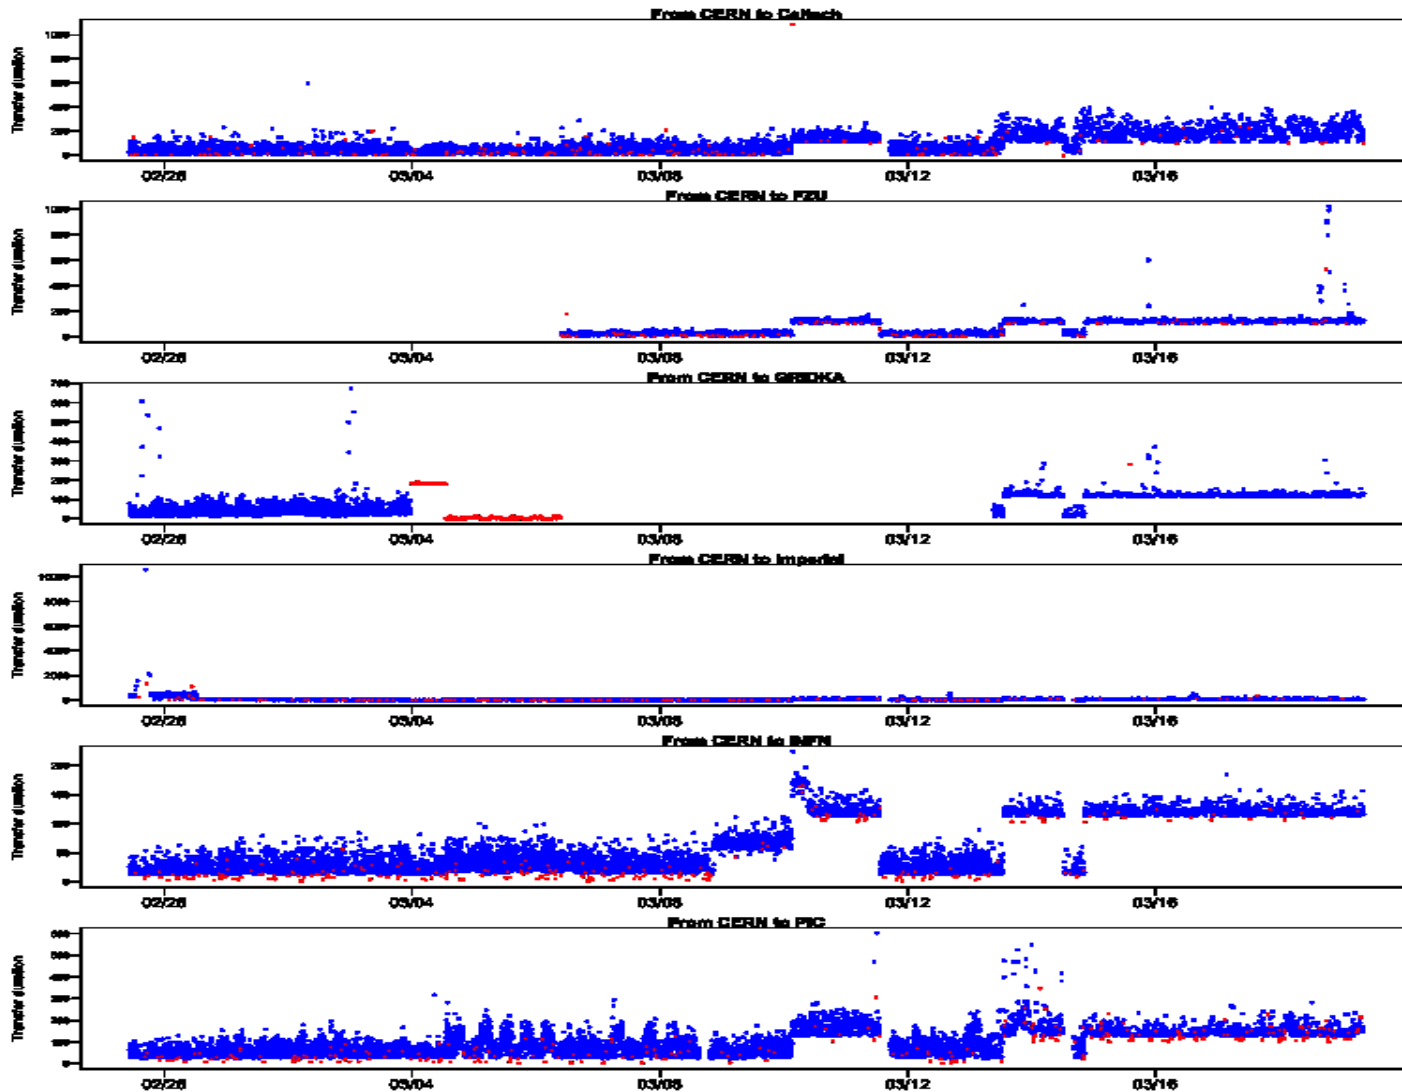 From CERN to Caltech
Transfer duration
1000
800
600
400
200
0
02/28 03/04 03/08 03/12 03/16
From CERN to FZU
Transfer duration
1000
800
600
400
200
0
02/28 03/04 03/08 03/12 03/16
From CERN to GRIDKA
Transfer duration
700
600
500
400
300
200
100
0
02/28 03/04 03/08 03/12 03/16
From CERN to Imperial
Transfer duration
10000
8000
6000
4000
2000
0
02/28 03/04 03/08 03/12 03/16
From CERN to INFN
Transfer duration
200
150
100
50
0
02/28 03/04 03/08 03/12 03/16
From CERN to PIC
Transfer duration
600
500
400
300
200
100
0
02/28 03/04 03/08 03/12 03/16